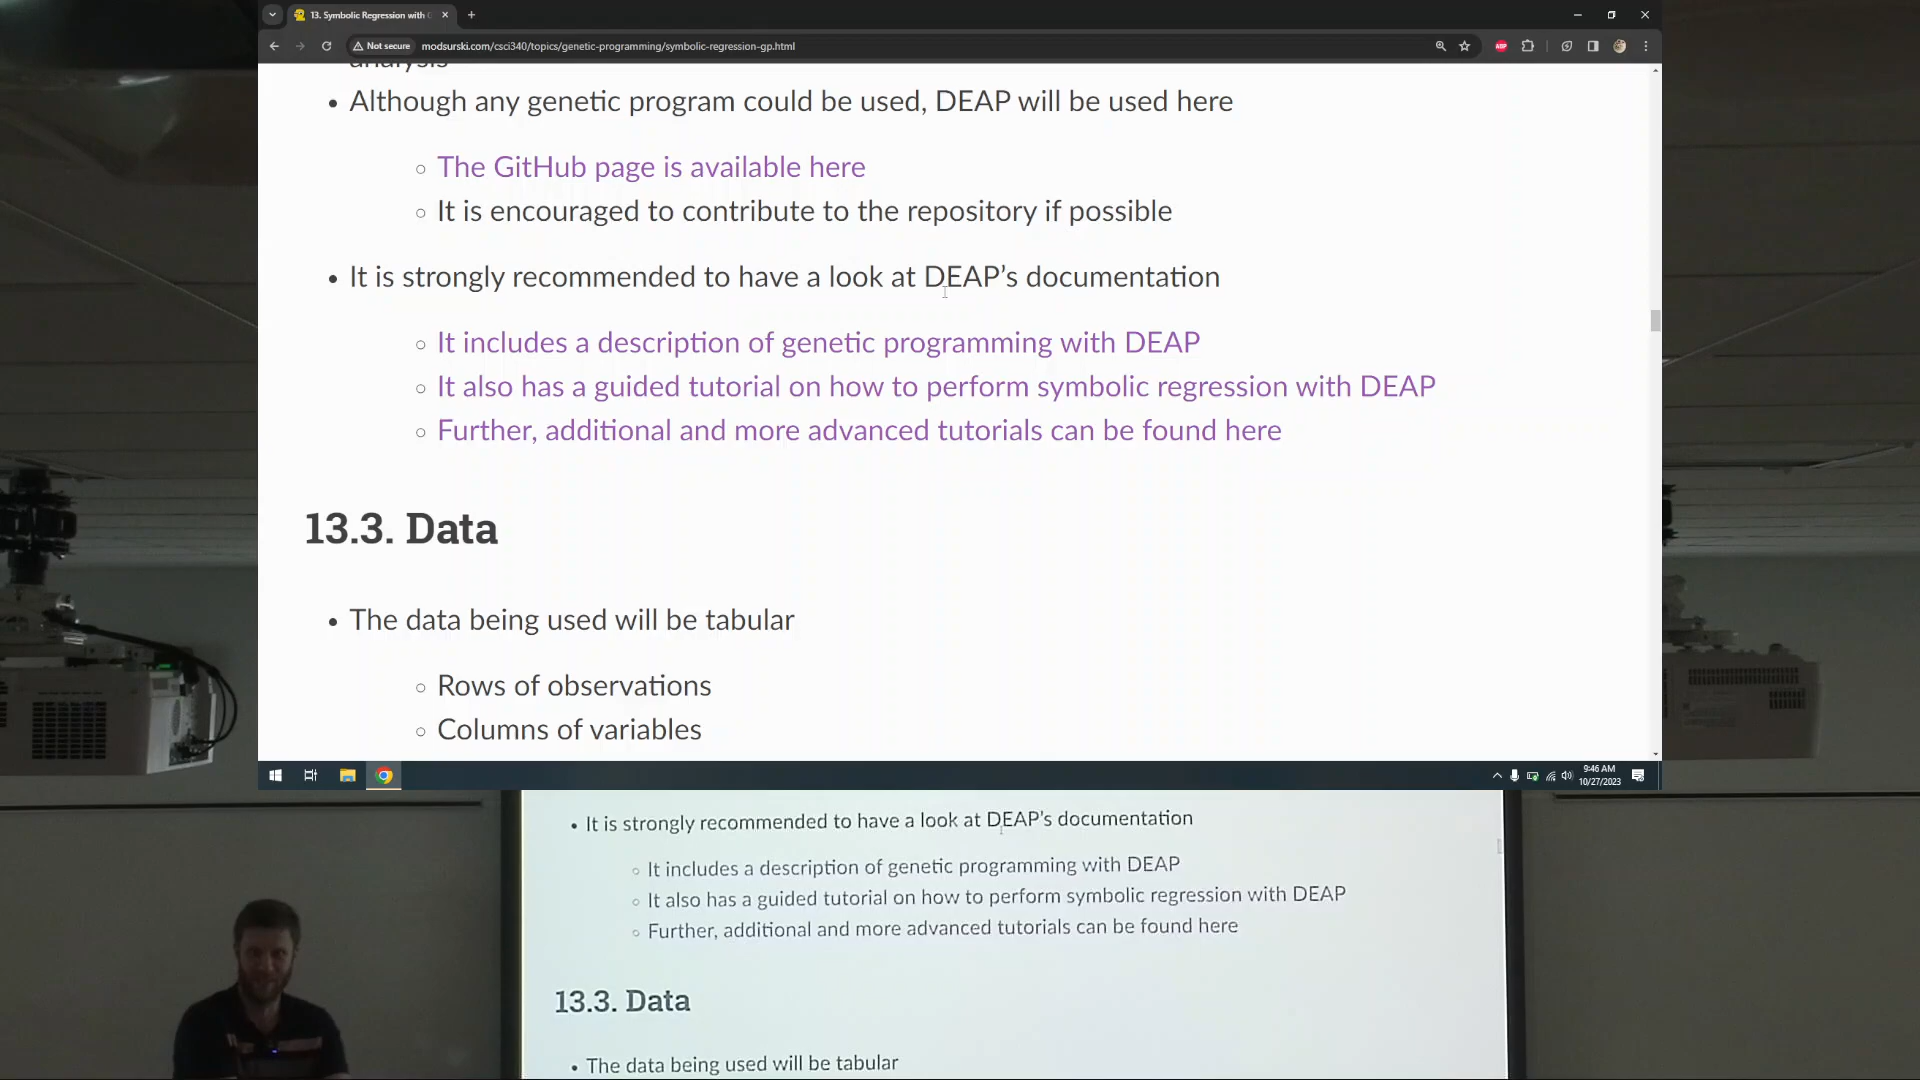 13. Symbolic Regression with
Not secure
modsurski.com/csci340/topics/genetic-programming/symbolic-regression-gp.html
analysis
• Although any genetic program could be used, DEAP will be used here
◦ The GitHub page is available here
◦ It is encouraged to contribute to the repository if possible
• It is strongly recommended to have a look at DEAP’s documentation
◦ It includes a description of genetic programming with DEAP
◦ It also has a guided tutorial on how to perform symbolic regression with DEAP
◦ Further, additional and more advanced tutorials can be found here
13.3. Data
• The data being used will be tabular
◦ Rows of observations
◦ Columns of variables
9:46 AM
10/27/2023
• It is strongly recommended to have a look at DEAP's documentation
◦ It includes a description of genetic programming with DEAP
◦ It also has a guided tutorial on how to perform symbolic regression with DEAP
◦ Further, additional and more advanced tutorials can be found here
13.3. Data
• The data being used will be tabular